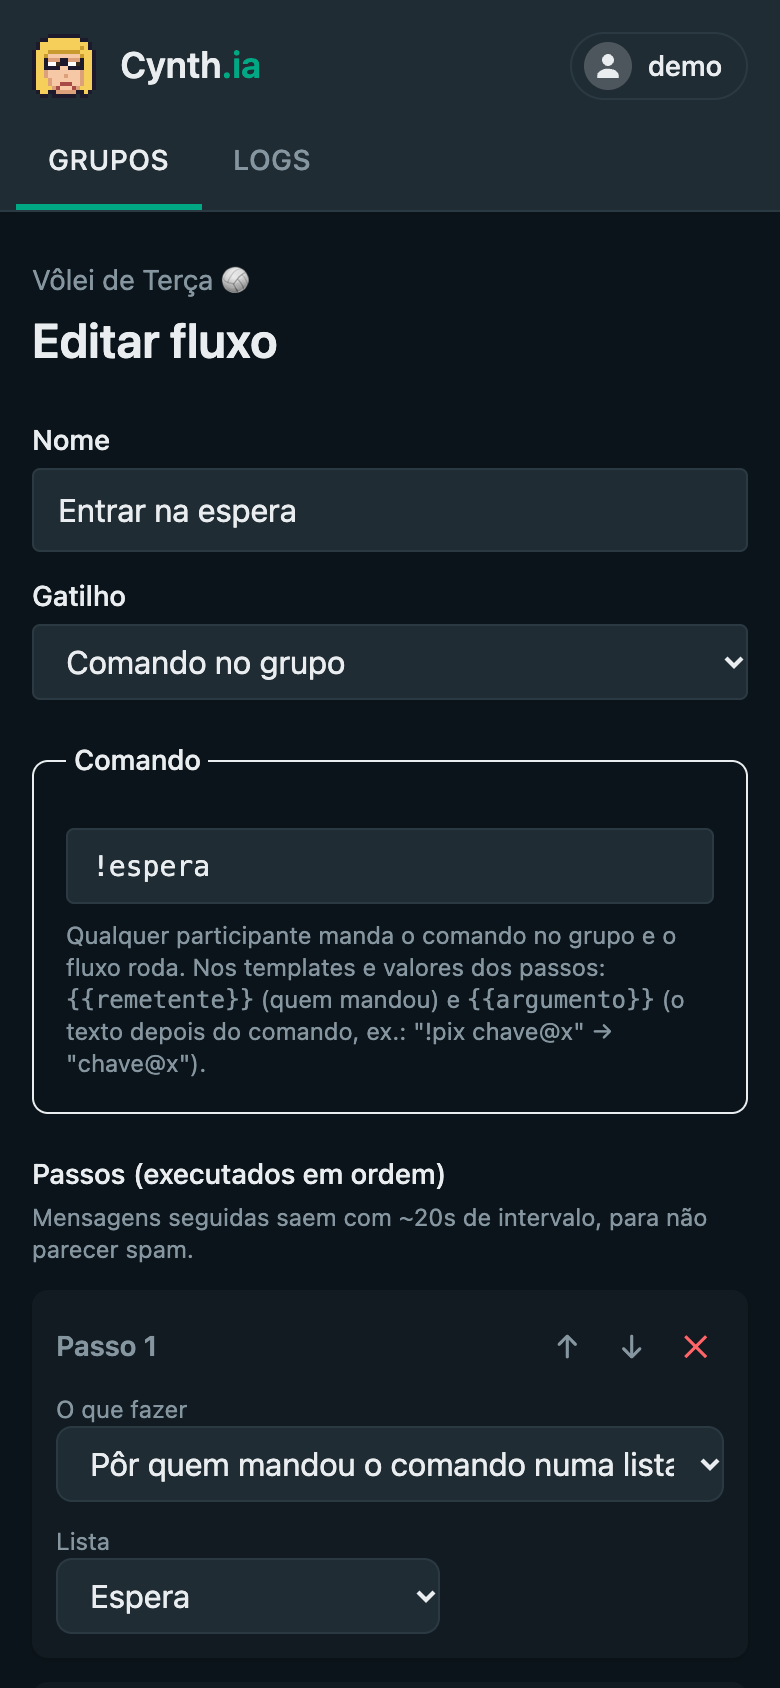 Cynth.ia
demo
GRUPOS
LOGS
Vôlei de Terça
Editar fluxo
Nome
Entrar na espera
Gatilho
Comando no grupo
Comando
!espera
Qualquer participante manda o comando no grupo e o
fluxo roda. Nos templates e valores dos passos:
{{remetente}} (quem mandou) e {{argumento}} (o
texto depois do comando, ex.: "!pix chave@x" →
"chave@x").
Passos (executados em ordem)
Mensagens seguidas saem com ~20s de intervalo, para não
parecer spam.
Passo 1
O que fazer
Pôr quem mandou o comando numa lista
Lista
Espera